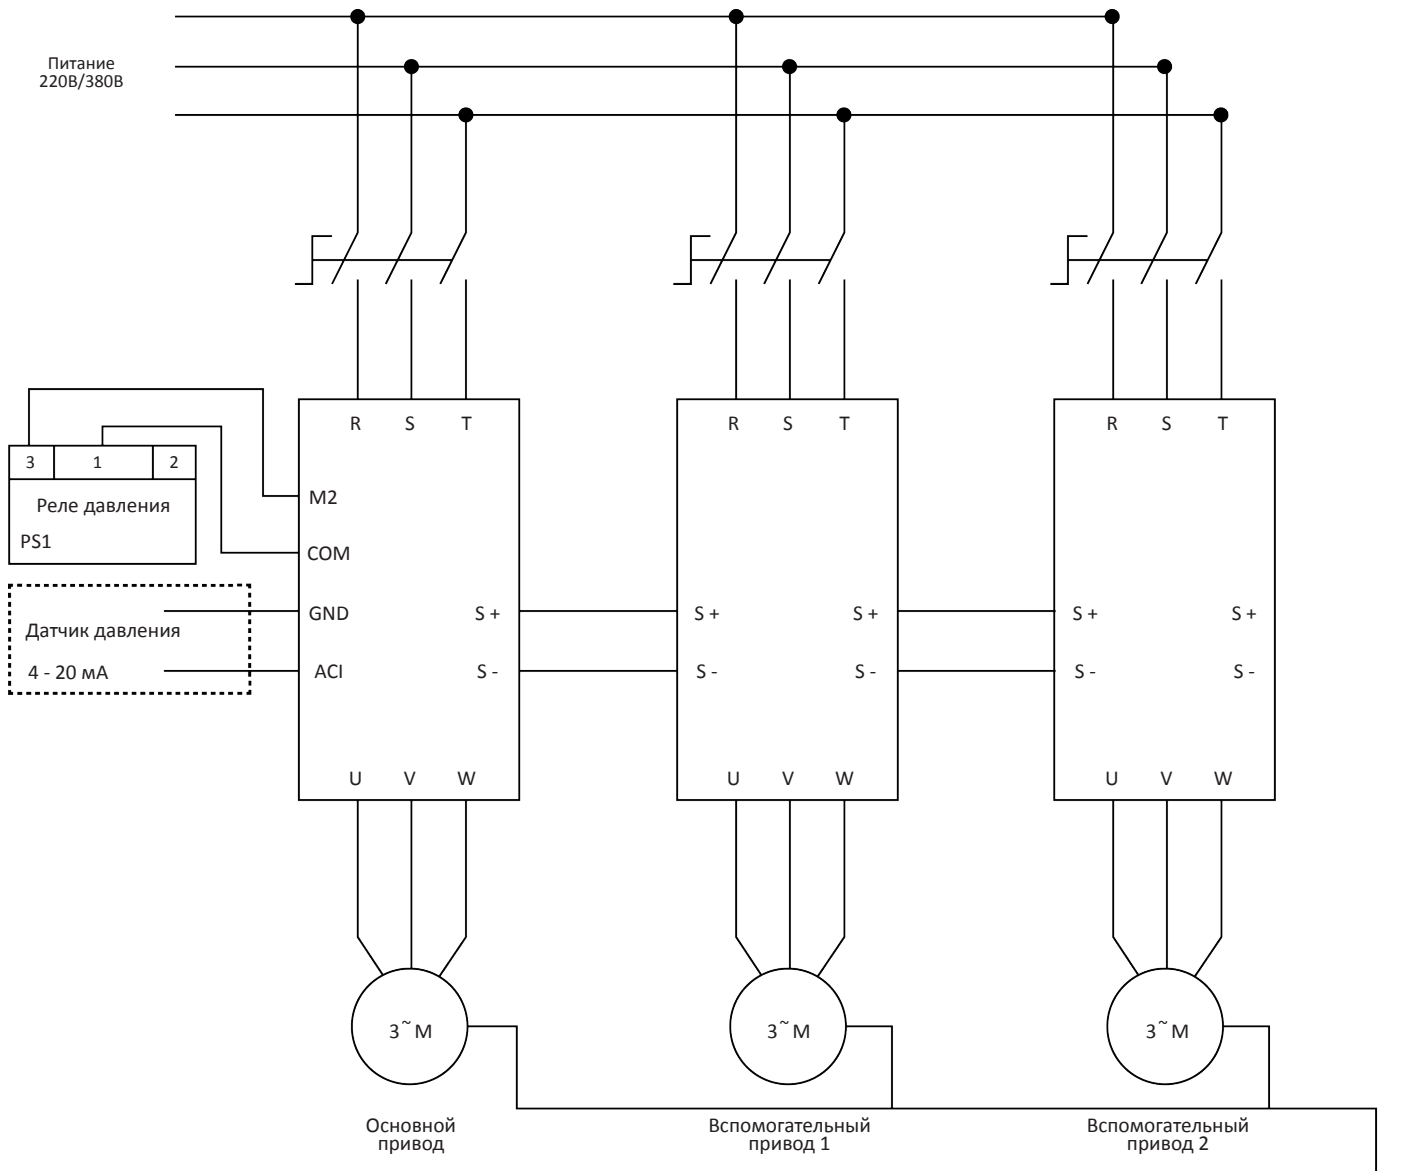 Питание
220В/380В
R S T
R S T
R S T
3 1 2
Реле давления
PS1
M2
COM
GND
ACI
Датчик давления
4 - 20 мА
S + S + S + S + S +
S - S - S - S - S -
U V W
U V W
U V W
3~M
3~M
3~M
Основной
привод
Вспомогательный
привод 1
Вспомогательный
привод 2